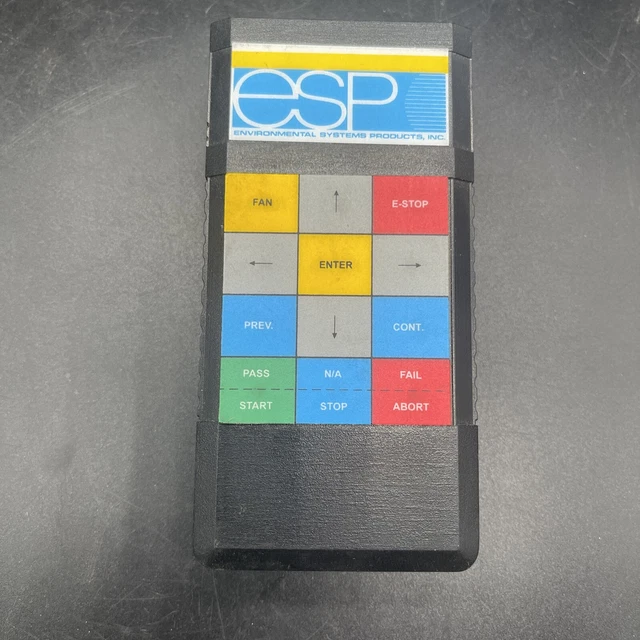 esp
ENVIRONMENTAL SYSTEMS PRODUCTS, INC.
FAN ↑ E-STOP
← ENTER →
PREV. ↓ CONT.
PASS N/A FAIL
START STOP ABORT